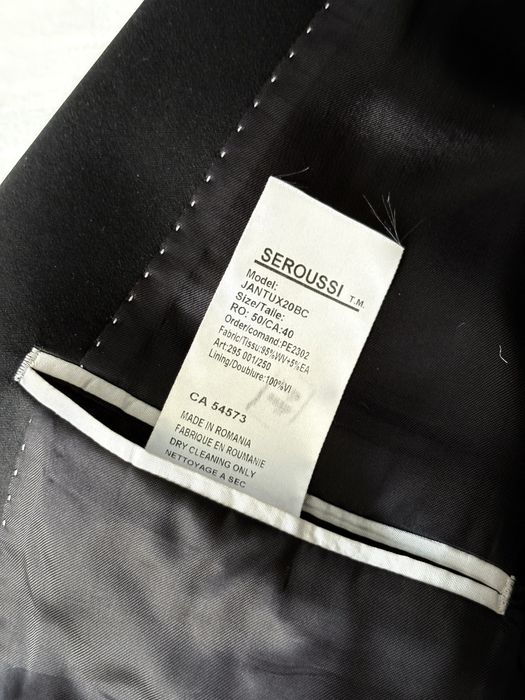 SEROUSSI T.M.
Model:
JANTUX20BC
Size/Taile:
RO: 50/CA:40
Order/comand:PE2302
Fabric/Tissu:95%WV+5%EA
Art:295 001/250
Lining/Doublure:100%VI
CA 54573
MADE IN ROMANIA
FABRIQUE EN ROUMANIE
DRY CLEANING ONLY
NETTOYAGE A SEC